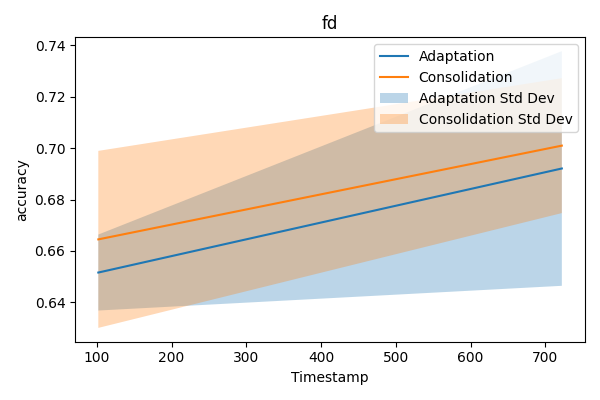 fd
0.74
0.72
0.70
0.68
0.66
0.64
accuracy
Adaptation
Consolidation
Adaptation Std Dev
Consolidation Std Dev
100 200 300 400 500 600 700
Timestamp